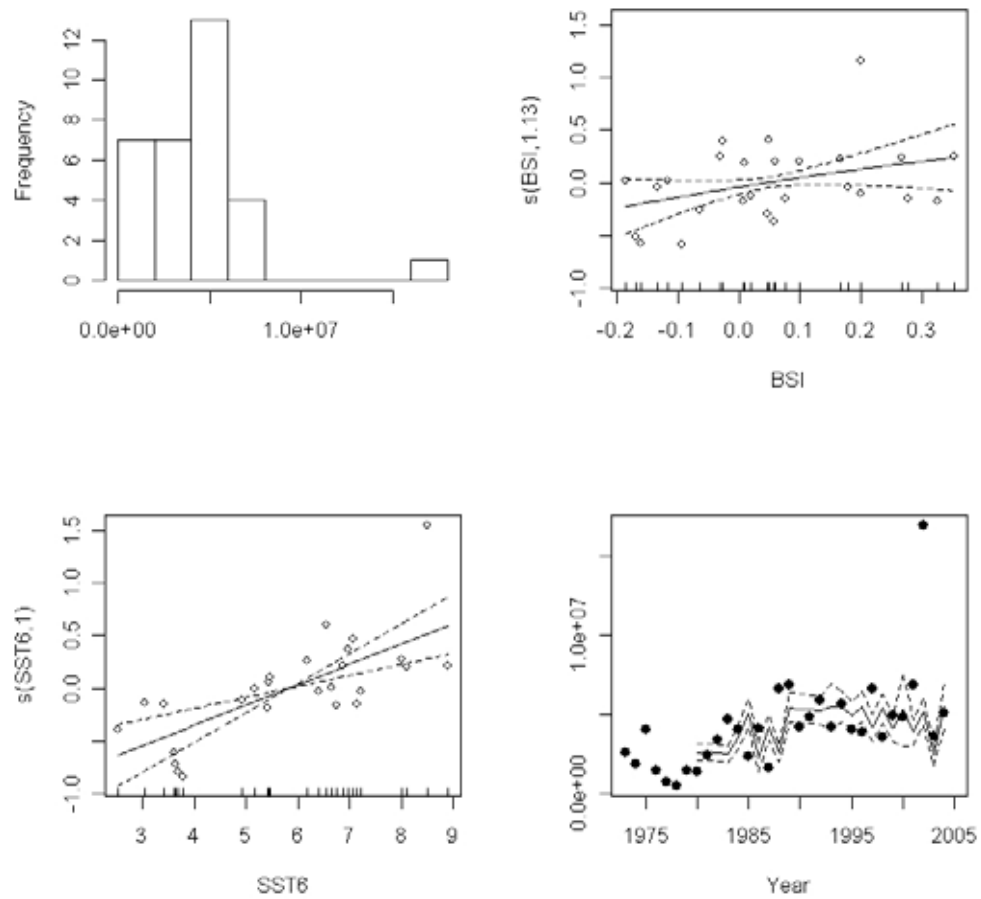 Frequency
0 2 4 6 8 10 12
0.0e+00 1.0e+07
s(BSI,1.13)
-1.0 0.0 0.5 1.0 1.5
-0.2 -0.1 0.0 0.1 0.2 0.3
BSI
s(SST6,1)
-1.0 0.0 0.5 1.0 1.5
3 4 5 6 7 8 9
SST6
0.0e+00 1.0e+07
1975 1985 1995 2005
Year